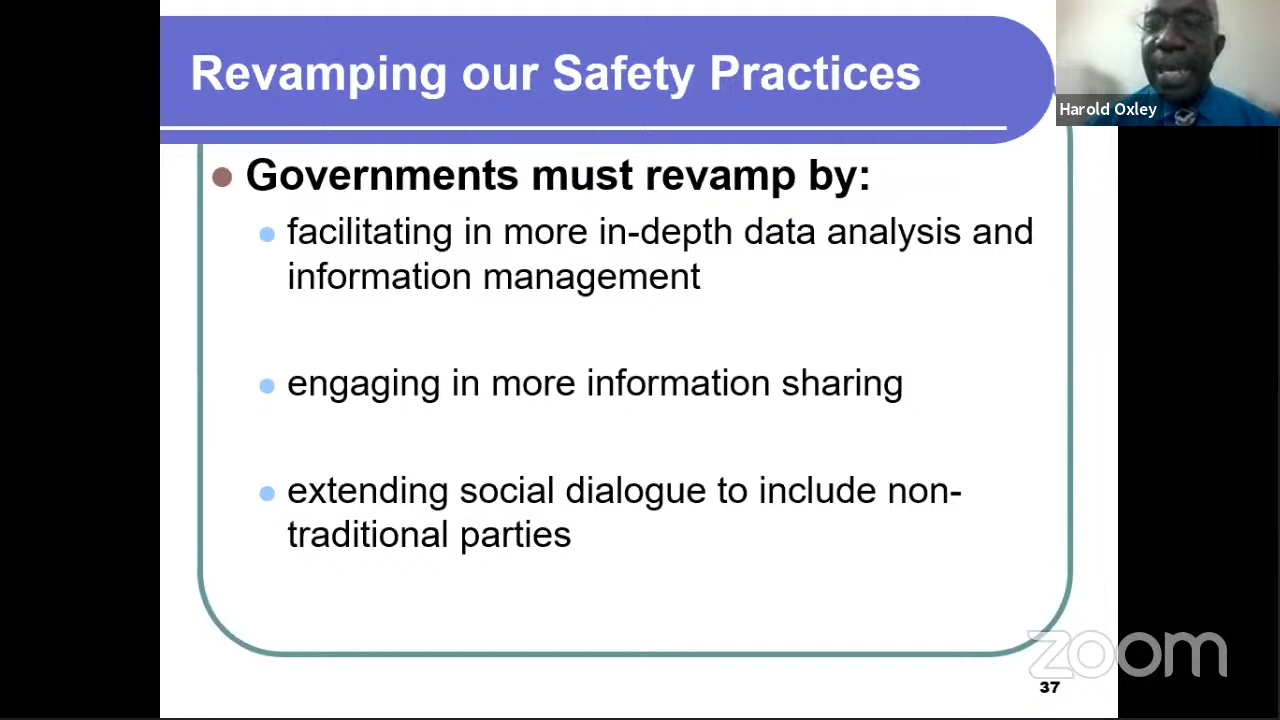 Revamping our Safety Practices
Harold Oxley
Governments must revamp by:
facilitating in more in-depth data analysis and
information management
engaging in more information sharing
extending social dialogue to include non-
traditional parties
zoom
37